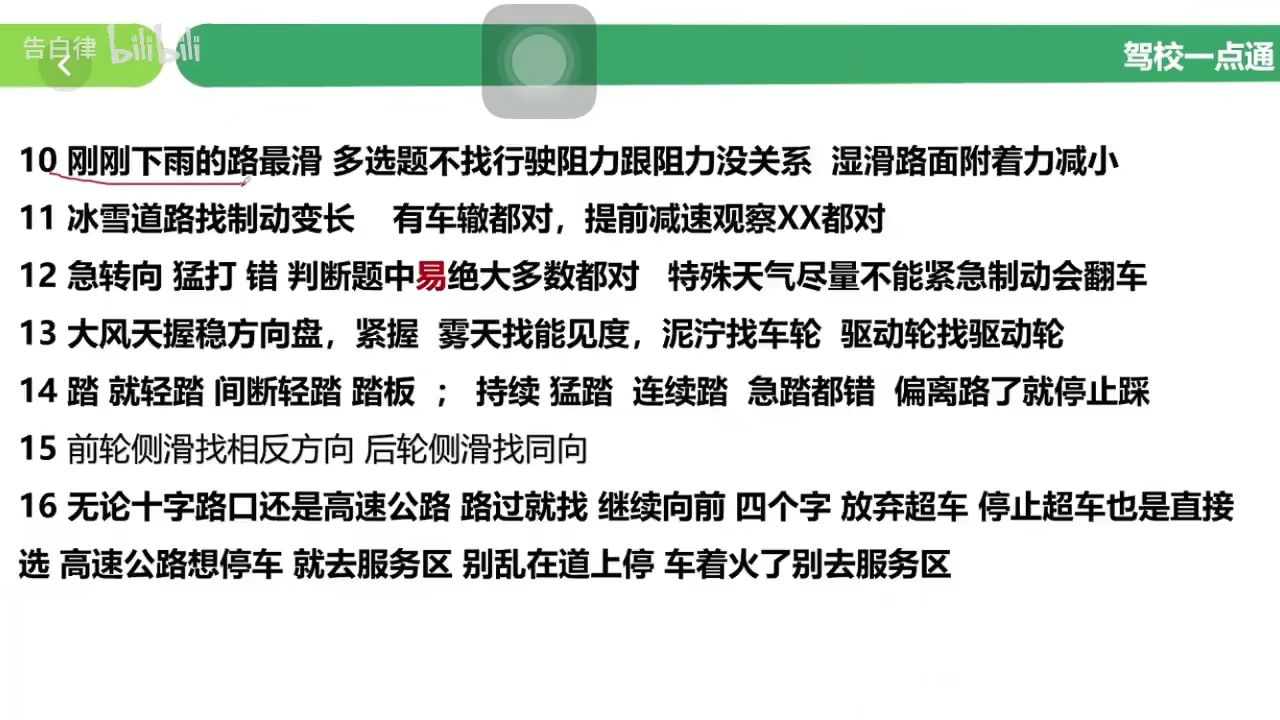 告白律 bilibili
驾校一点通
10 刚刚下雨的路最滑 多选题不找行驶阻力跟阻力没关系 湿滑路面附着力减小
11 冰雪道路找制动变长 有车辙都对，提前减速观察XX都对
12 急转向 猛打 错 判断题中易绝大多数都对 特殊天气尽量不能紧急制动会翻车
13 大风天握稳方向盘，紧握 雾天找能见度，泥泞找车轮 驱动轮找驱动轮
14 踏 就轻踏 间断轻踏 踏板 ； 持续 猛踏 连续踏 急踏都错 偏离路了就停止踩
15 前轮侧滑找相反方向 后轮侧滑找同向
16 无论十字路口还是高速公路 路过就找 继续向前 四个字 放弃超车 停止超车也是直接
选 高速公路想停车 就去服务区 别乱在道上停 车着火了别去服务区